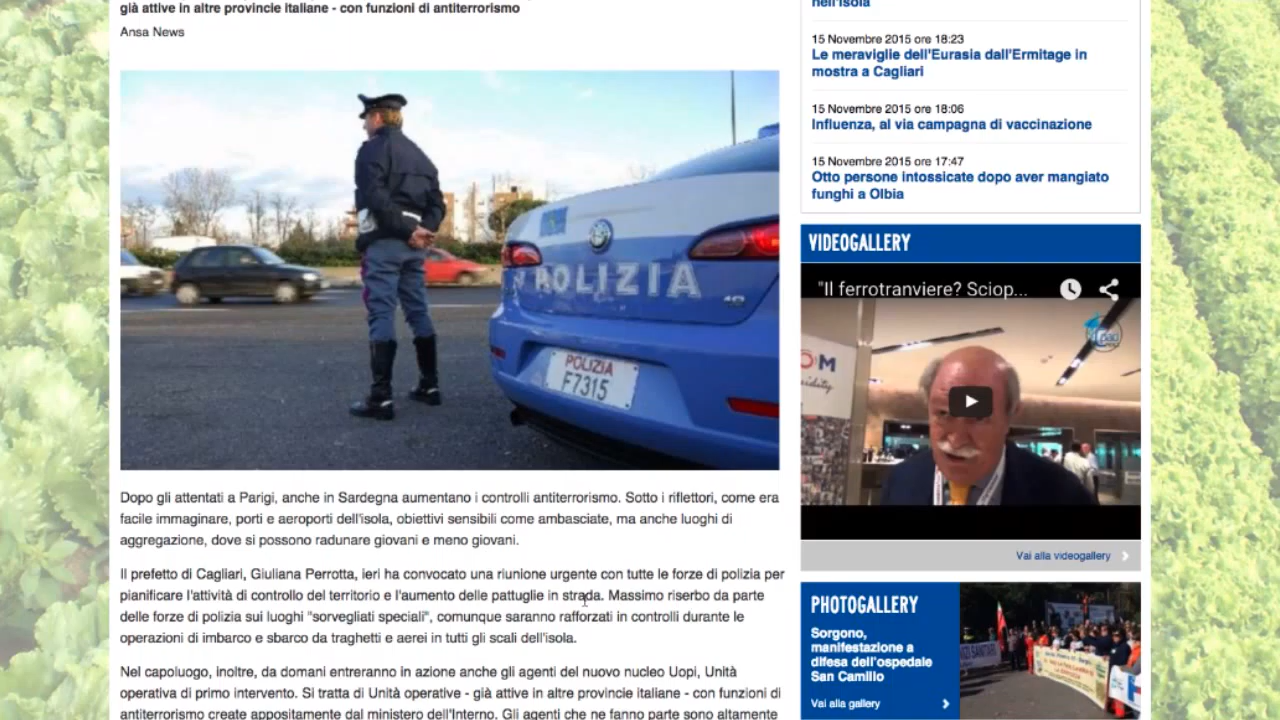 già attive in altre provincie italiane - con funzioni di antiterrorismo
Ansa News
POLIZIA
POLIZIA
F7315
Dopo gli attentati a Parigi, anche in Sardegna aumentano i controlli antiterrorismo. Sotto i riflettori, come era
facile immaginare, porti e aeroporti dell'isola, obiettivi sensibili come ambasciate, ma anche luoghi di
aggregazione, dove si possono radunare giovani e meno giovani.
Il prefetto di Cagliari, Giuliana Perrotta, ieri ha convocato una riunione urgente con tutte le forze di polizia per
pianificare l'attività di controllo del territorio e l'aumento delle pattuglie in strada. Massimo riserbo da parte
delle forze di polizia sui luoghi "sorvegliati speciali", comunque saranno rafforzati in controlli durante le
operazioni di imbarco e sbarco da traghetti e aerei in tutti gli scali dell'isola.
Nel capoluogo, inoltre, da domani entreranno in azione anche gli agenti del nuovo nucleo Uopi, Unità
operativa di primo intervento. Si tratta di Unità operative - già attive in altre provincie italiane - con funzioni di
antiterrorismo create appositamente dal ministero dell'Interno. Gli agenti che ne fanno parte sono altamente
nell'Isola
15 Novembre 2015 ore 18:23
Le meraviglie dell'Eurasia dall'Ermitage in
mostra a Cagliari
15 Novembre 2015 ore 18:06
Influenza, al via campagna di vaccinazione
15 Novembre 2015 ore 17:47
Otto persone intossicate dopo aver mangiato
funghi a Olbia
VIDEOGALLERY
"Il ferrotranviere? Sciop...
Vai alla videogallery
PHOTOGALLERY
Sorgono,
manifestazione a
difesa dell'ospedale
San Camillo
Vai alla gallery